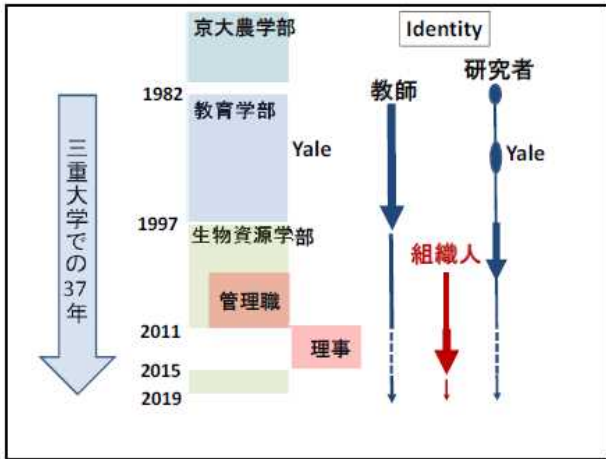 京大農学部
Identity
研究者
教師
1982
教育学部
Yale
Yale
三重大学での37年
1997
生物資源学部
組織人
管理職
2011
理事
2015
2019